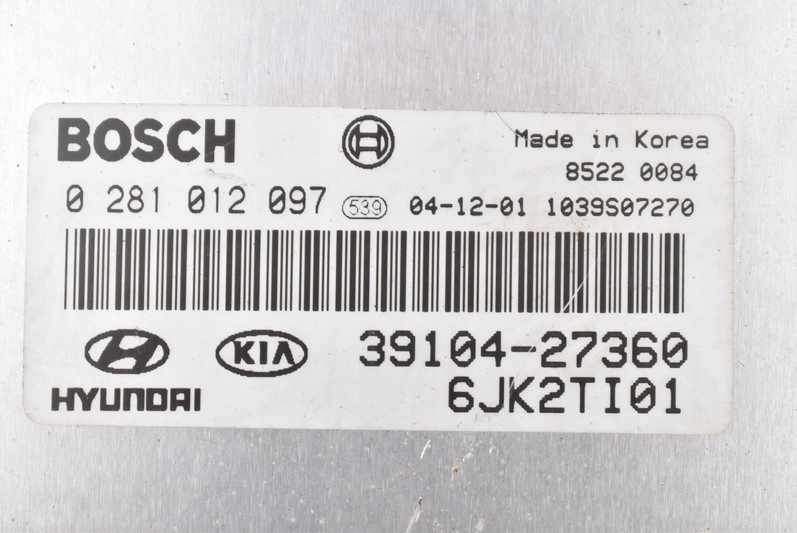 BOSCH Made in Korea
8522 0084
0 281 012 097 539 04-12-01 1039S07270
KIA 39104-27360
HYUNDAI 6JK2TI01